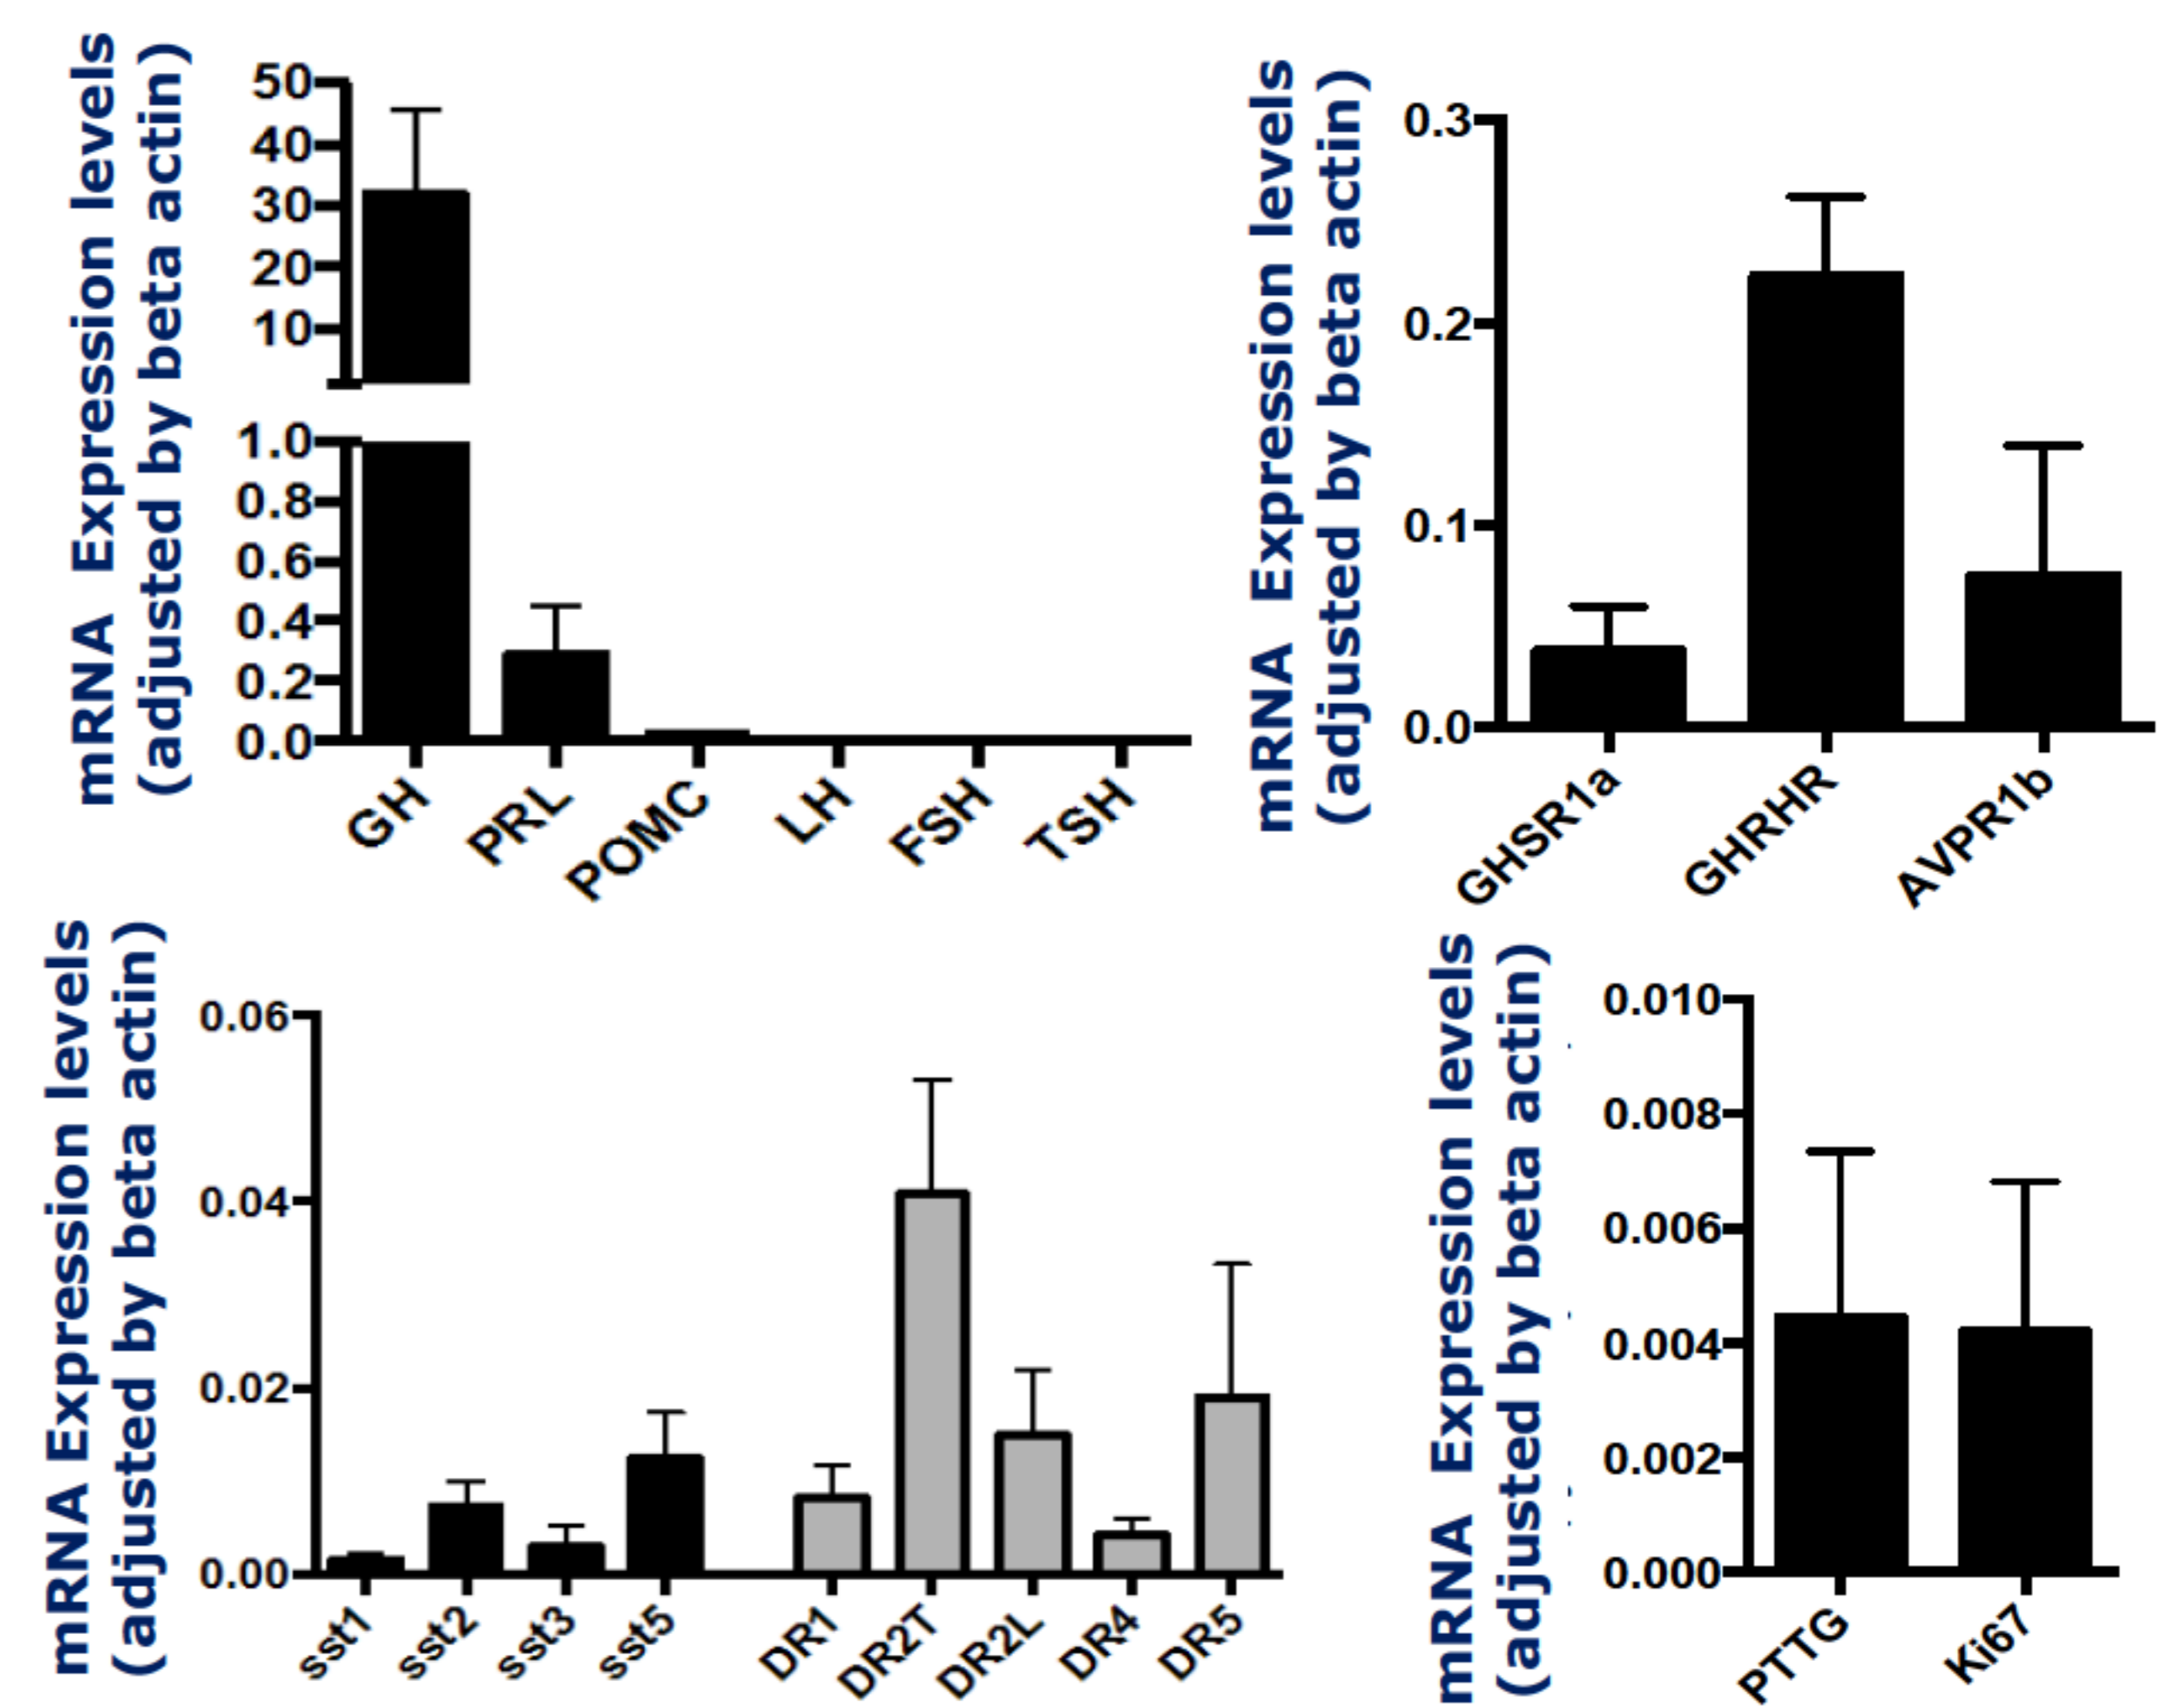 mRNA Expression levels
(adjusted by beta actin)
50
40
30
20
10
1.0
0.8
0.6
0.4
0.2
0.0
GH
PRL
POMC
LH
FSH
TSH
mRNA Expression levels
(adjusted by beta actin)
0.3
0.2
0.1
0.0
GHSR1a
GHRHR
AVPR1b
mRNA Expression levels
(adjusted by beta actin)
0.06
0.04
0.02
0.00
sst1
sst2
sst3
sst5
DR1
DR2T
DR2L
DR4
DR5
mRNA Expression levels
(adjusted by beta actin)
0.010
0.008
0.006
0.004
0.002
0.000
PTTG
Ki67